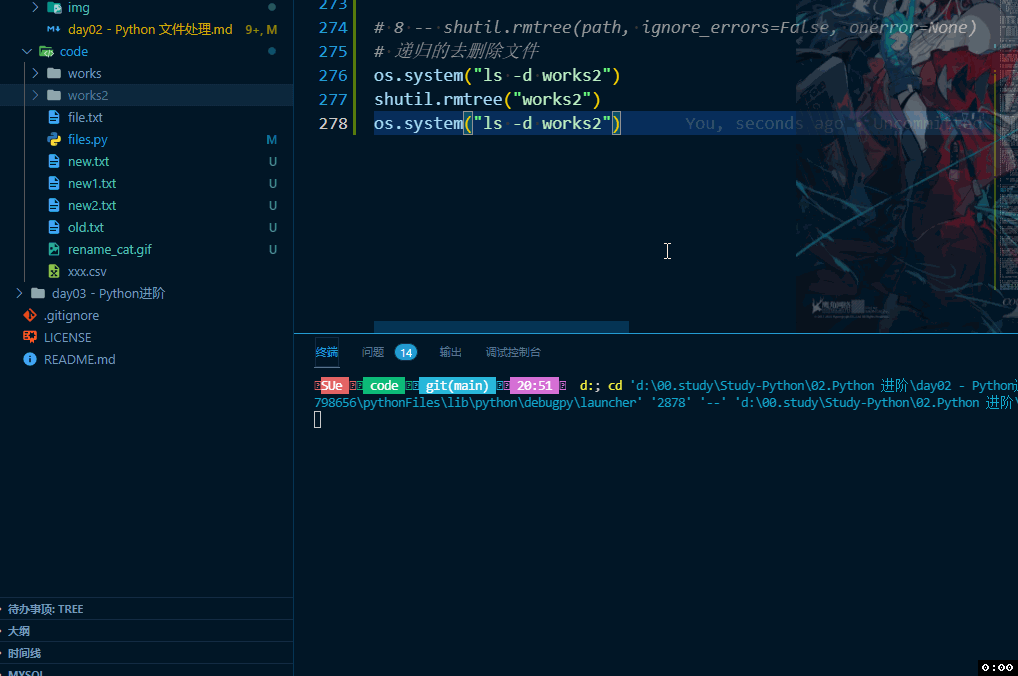 img
day02 - Python 文件处理.md 9+, M
code
works
works2
file.txt
files.py M
new.txt U
new1.txt U
new2.txt U
old.txt U
rename_cat.gif U
xxx.csv
day03 - Python进阶
.gitignore
LICENSE
README.md
待办事项: TREE
大纲
时间线
MYSQL
273
274 # 8 -- shutil.rmtree(path, ignore_errors=False, onerror=None)
275 # 递归的去删除文件
276 os.system("ls -d works2")
277 shutil.rmtree("works2")
278 os.system("ls -d works2") You, seconds ago • Uncommitted
终端 问题 14 输出 调试控制台
SUe code git(main) 20:51 d:; cd 'd:\00.study\Study-Python\02.Python 进阶\day02 - Python
798656\pythonFiles\lib\python\debugpy\launcher' '2878' '--' 'd:\00.study\Study-Python\02.Python 进阶\
0:00